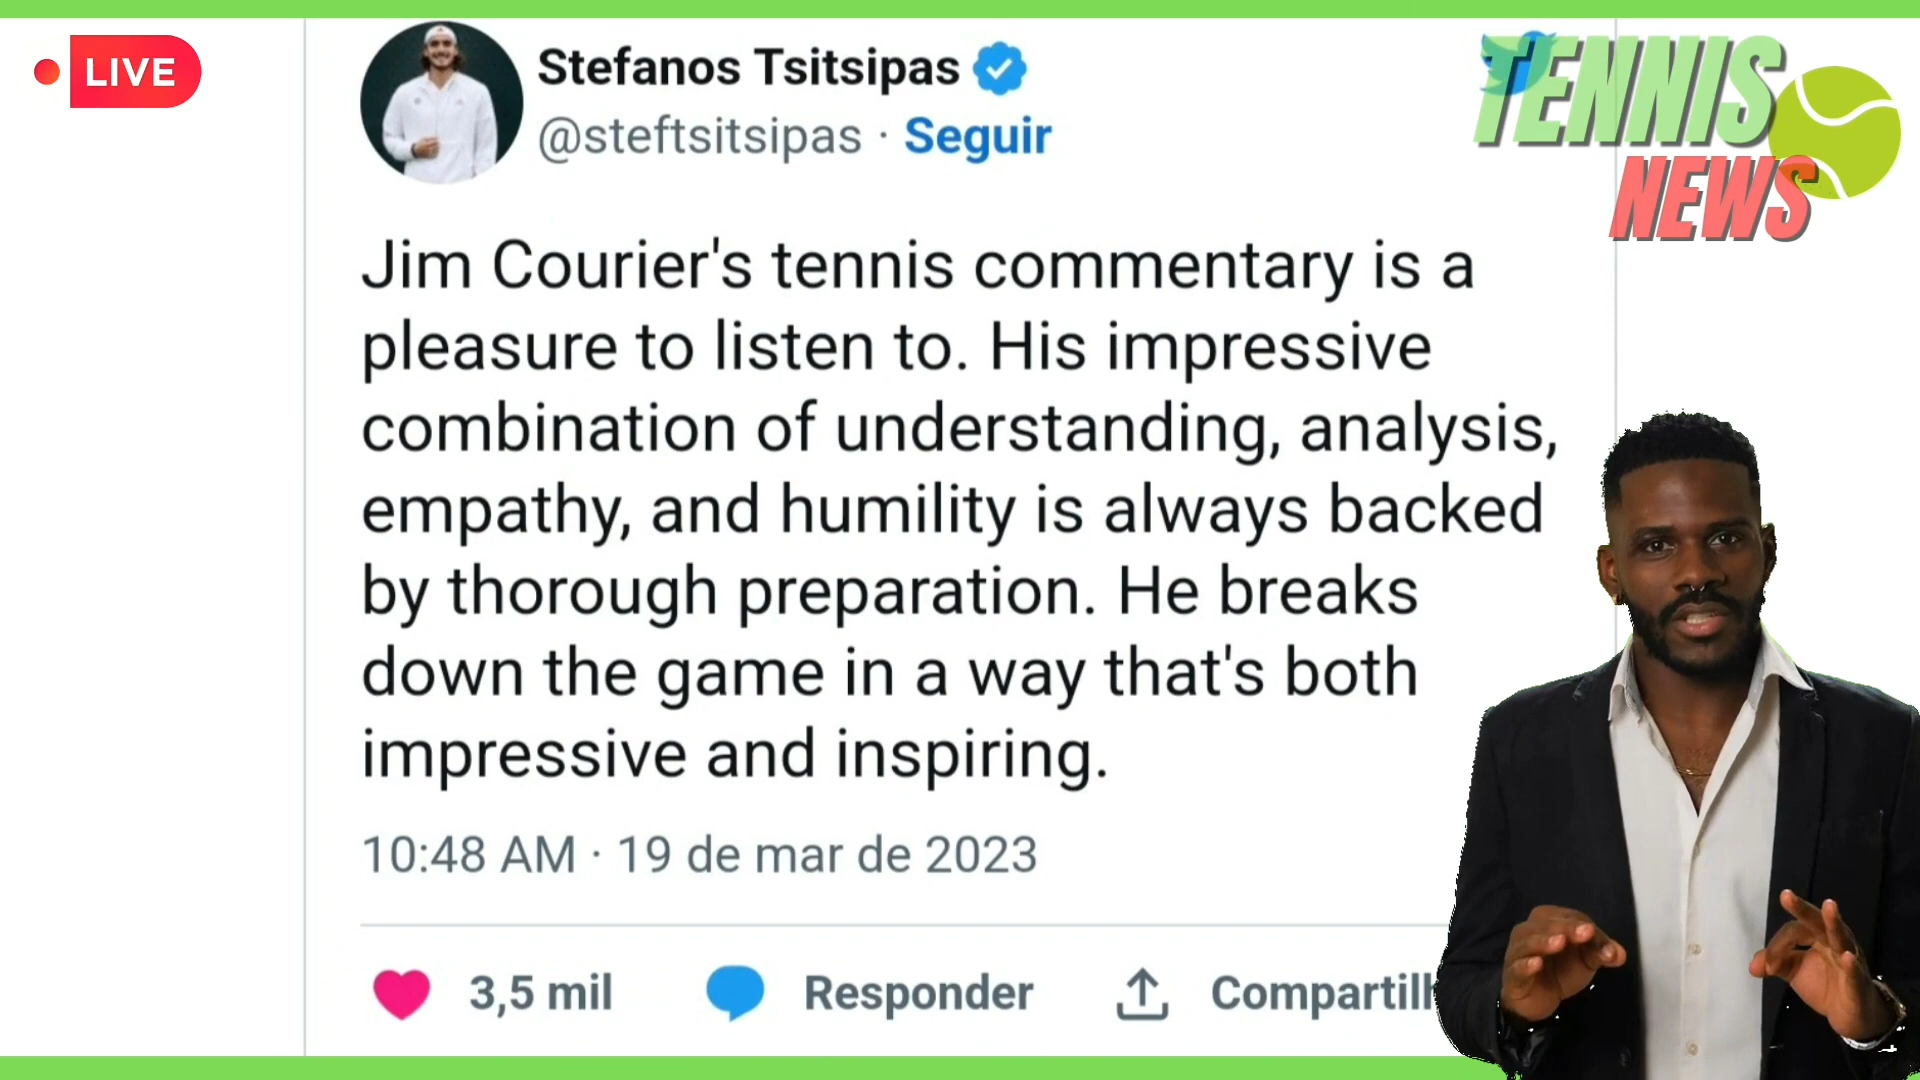 LIVE
Stefanos Tsitsipas
@steftsitsipas · Seguir
TENNIS
NEWS
Jim Courier's tennis commentary is a
pleasure to listen to. His impressive
combination of understanding, analysis,
empathy, and humility is always backed
by thorough preparation. He breaks
down the game in a way that's both
impressive and inspiring.
10:48 AM · 19 de mar de 2023
3,5 mil
Responder
Compartill